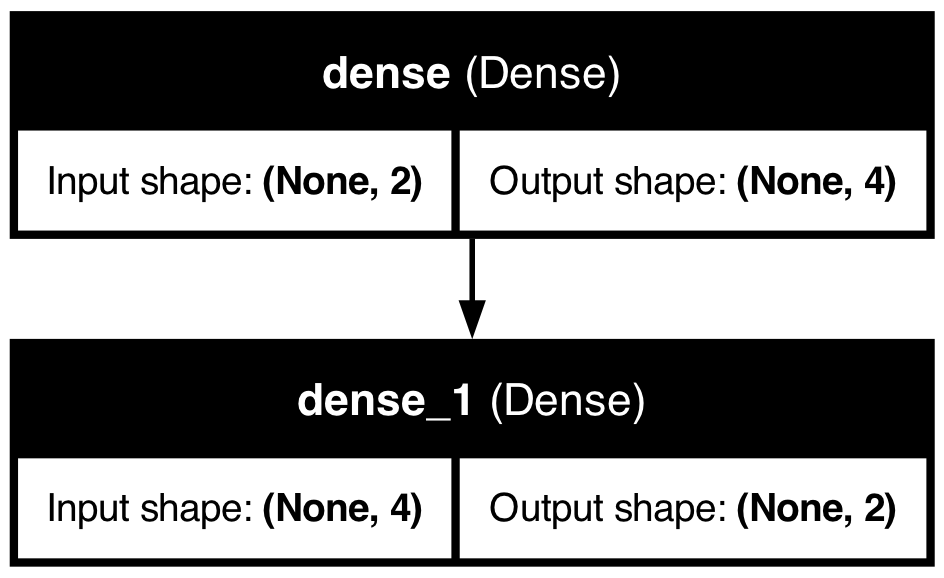 dense (Dense)
Input shape: (None, 2) Output shape: (None, 4)
dense_1 (Dense)
Input shape: (None, 4) Output shape: (None, 2)